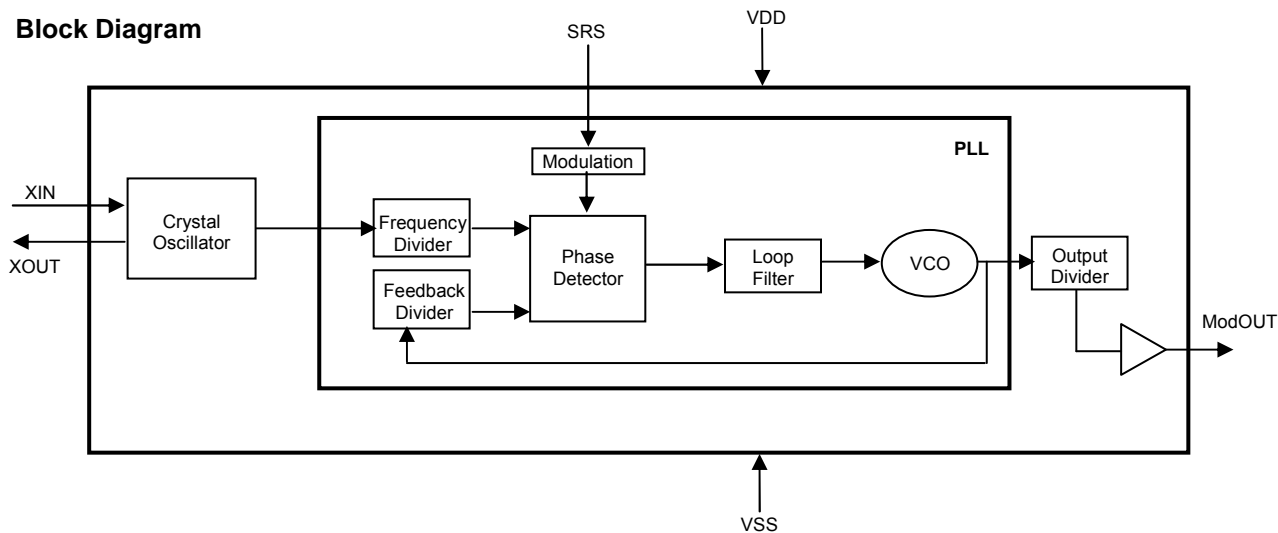 Block Diagram
SRS
VDD
PLL
Modulation
XIN
XOUT
Crystal
Oscillator
Frequency
Divider
Feedback
Divider
Phase
Detector
Loop
Filter
VCO
Output
Divider
ModOUT
VSS